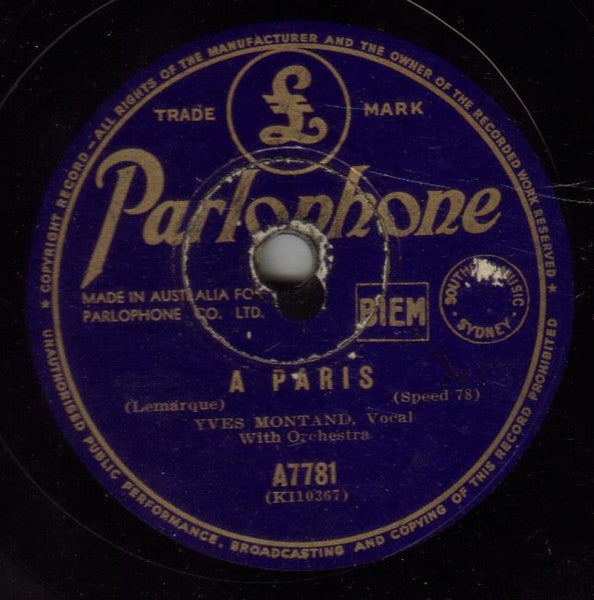 COPYRIGHT RECORD – ALL RIGHTS OF THE MANUFACTURER AND THE OWNER OF THE RECORDED WORK RESERVED
£
TRADE MARK
Parlophone
MADE IN AUSTRALIA FOR
PARLOPHONE CO. LTD.
BIEM
MUSIC
SYDNEY
A PARIS
(Lemarque) (Speed 78)
YVES MONTAND, Vocal
With Orchestra
A7781
(KI10367)
UNAUTHORISED PUBLIC PERFORMANCE, BROADCASTING AND COPYING OF THIS RECORD PROHIBITED